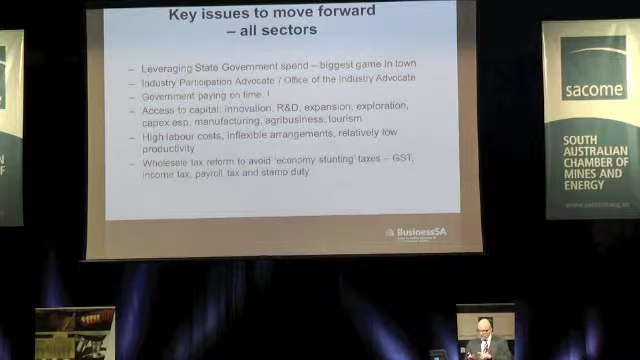 Key issues to move forward
– all sectors
– Leveraging State Government spend – biggest game in town
– Industry Participation Advocate / Office of the Industry Advocate
– Government paying on time. !
– Access to capital: innovation, R&D, expansion, exploration,
capex esp, manufacturing, agribusiness, tourism
– High labour costs, inflexible arrangements, relatively low
productivity
– Wholesale tax reform to avoid 'economy stunting' taxes – GST,
income tax, payroll tax and stamp duty
BusinessSA
sacome
SOUTH
AUSTRALIAN
CHAMBER OF
MINES AND
ENERGY